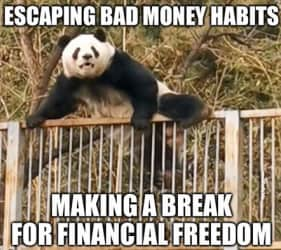 ESCAPING BAD MONEY HABITS
MAKING A BREAK
FOR FINANCIAL FREEDOM